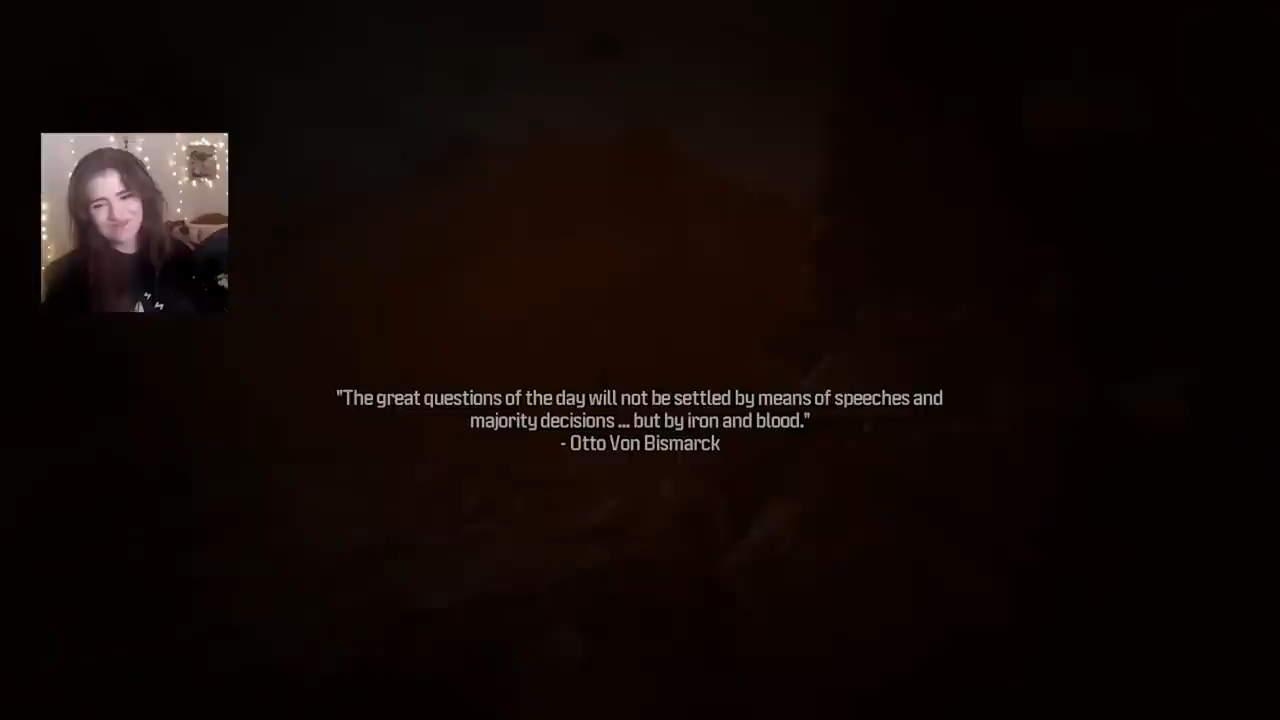 "The great questions of the day will not be settled by means of speeches and
majority decisions ... but by iron and blood."
- Otto Von Bismarck